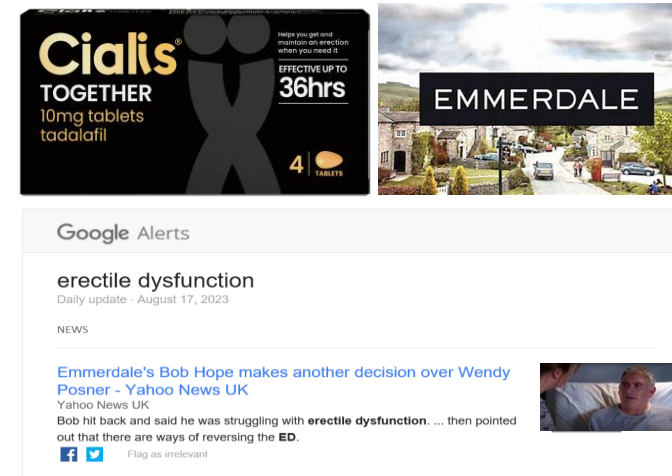 Cialis®
TOGETHER
10mg tablets
tadalafil
Helps you get and
maintain an erection
when you need it
EFFECTIVE UP TO
36hrs
4 TABLETS
EMMERDALE
Google Alerts
erectile dysfunction
Daily update · August 17, 2023
NEWS
Emmerdale's Bob Hope makes another decision over Wendy
Posner - Yahoo News UK
Yahoo News UK
Bob hit back and said he was struggling with erectile dysfunction. ... then pointed
out that there are ways of reversing the ED.
Flag as irrelevant